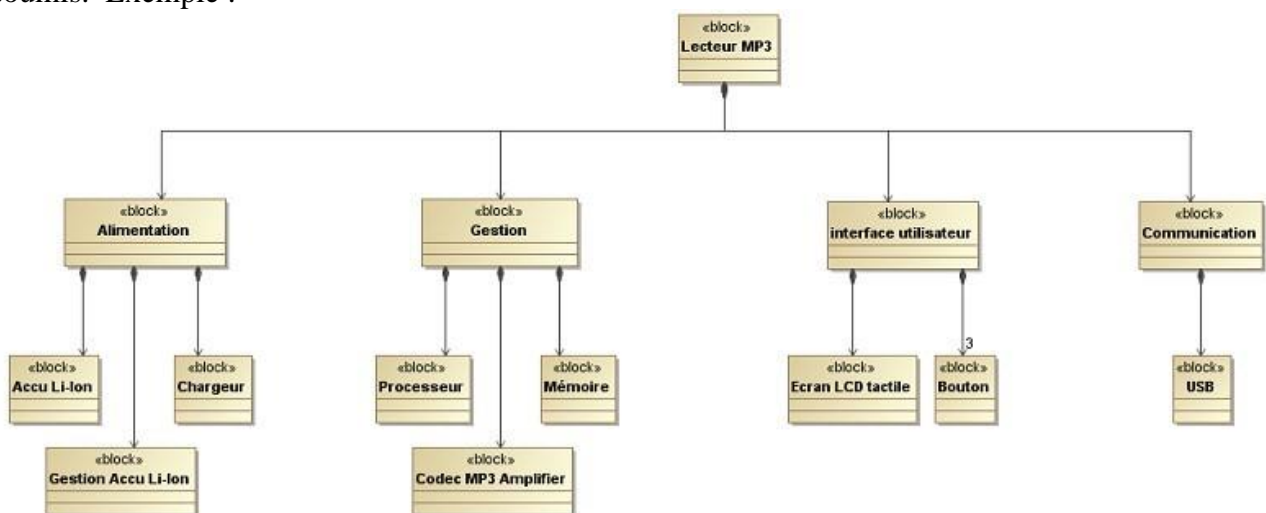 Exemple :
«block»
Lecteur MP3
«block»
Alimentation
«block»
Gestion
«block»
interface utilisateur
«block»
Communication
«block»
Accu Li-Ion
«block»
Chargeur
«block»
Processeur
«block»
Mémoire
«block»
Ecran LCD tactile
3
«block»
Bouton
«block»
USB
«block»
Gestion Accu Li-Ion
«block»
Codec MP3 Amplifier